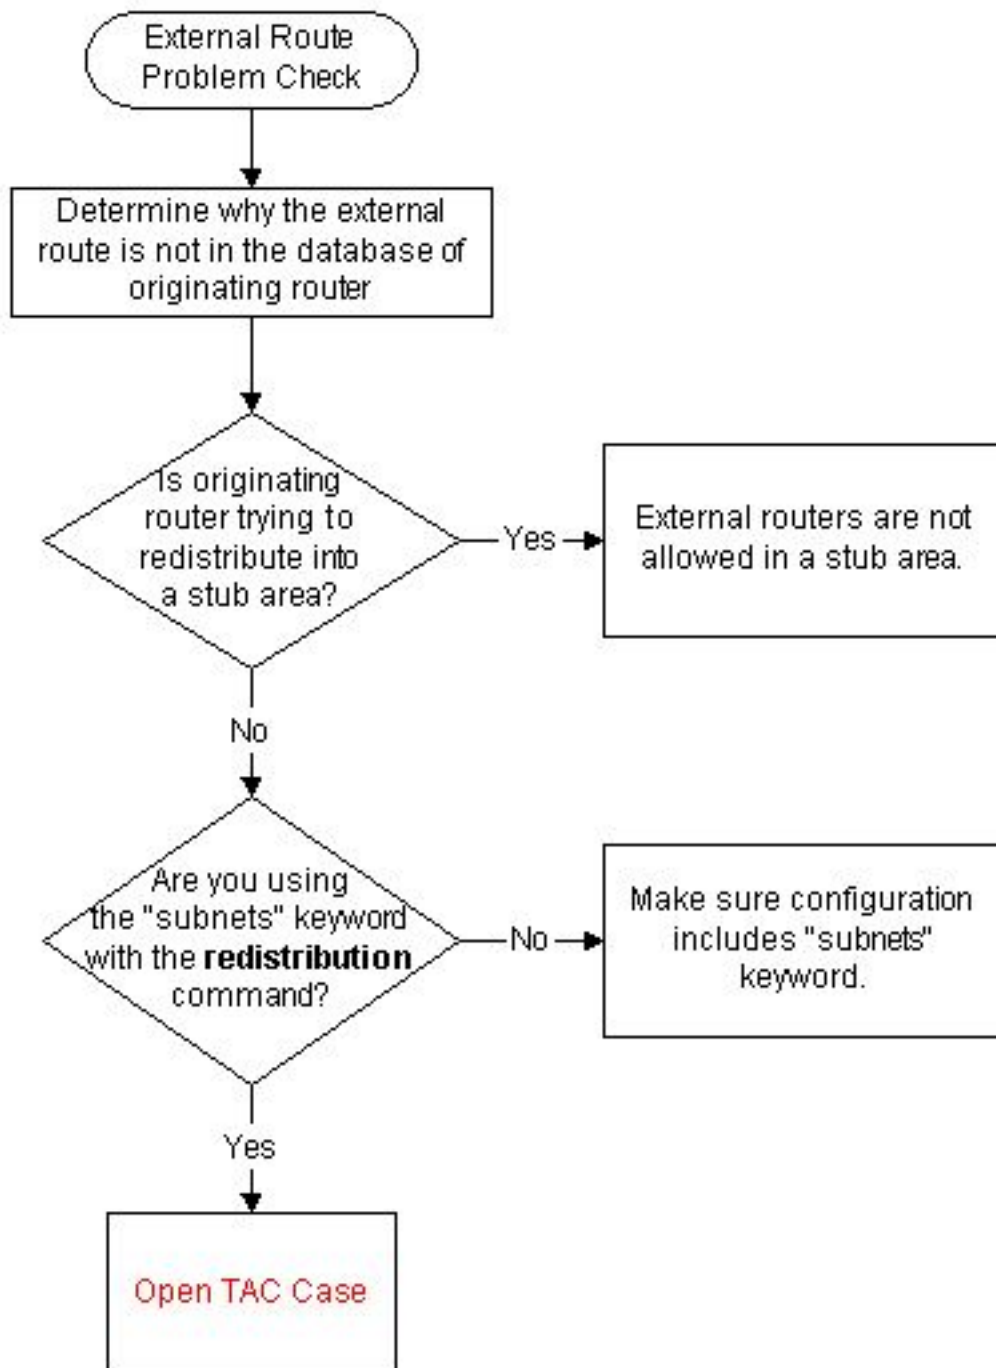 External Route
Problem Check
Determine why the external
route is not in the database of
originating router
Is originating
router trying to
redistribute into
a stub area?
Yes
External routers are not
allowed in a stub area.
No
Are you using
the "subnets" keyword
with the redistribution
command?
No
Make sure configuration
includes "subnets"
keyword.
Yes
Open TAC Case